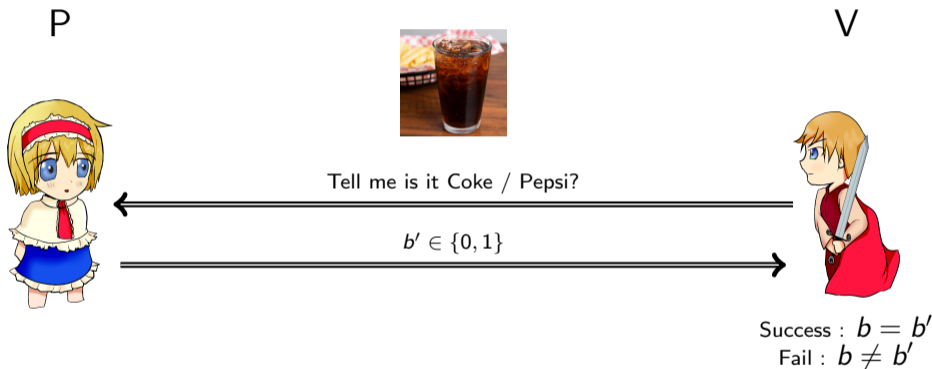 P
V
Tell me is it Coke / Pepsi?
b′ ∈ {0, 1}
Success : b = b′
Fail : b ≠ b′